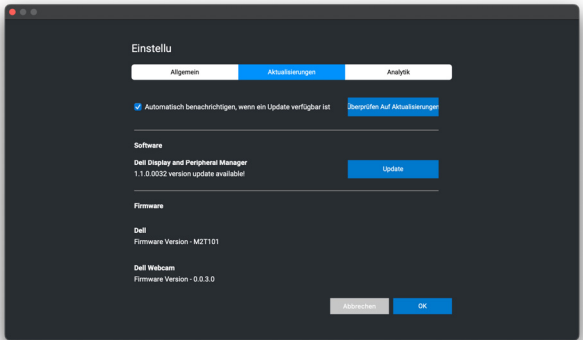 Einstellu
Allgemein
Aktualisierungen
Analytik
Automatisch benachrichtigen, wenn ein Update verfügbar ist
Überprüfen Auf Aktualisierungen
Software
Dell Display and Peripheral Manager
1.1.0.0032 version update available!
Update
Firmware
Dell
Firmware Version - M2T101
Dell Webcam
Firmware Version - 0.0.3.0
Abbrechen
OK